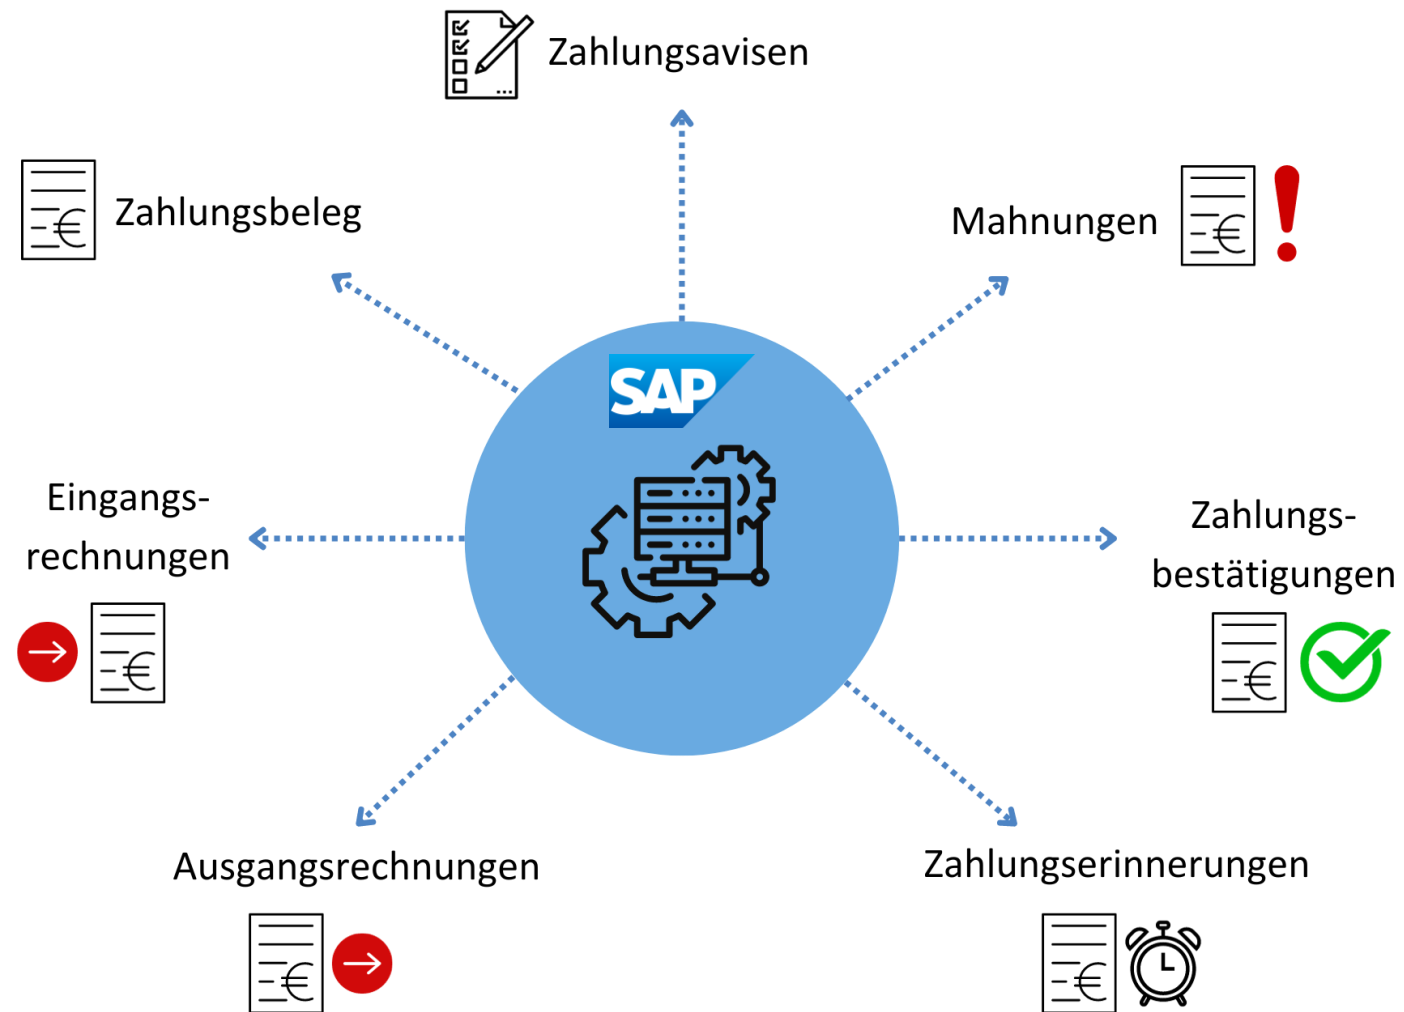 Zahlungsavisen
Zahlungsbeleg
Mahnungen
SAP
Eingangs-
rechnungen
Zahlungs-
bestätigungen
Ausgangsrechnungen
Zahlungserinnerungen